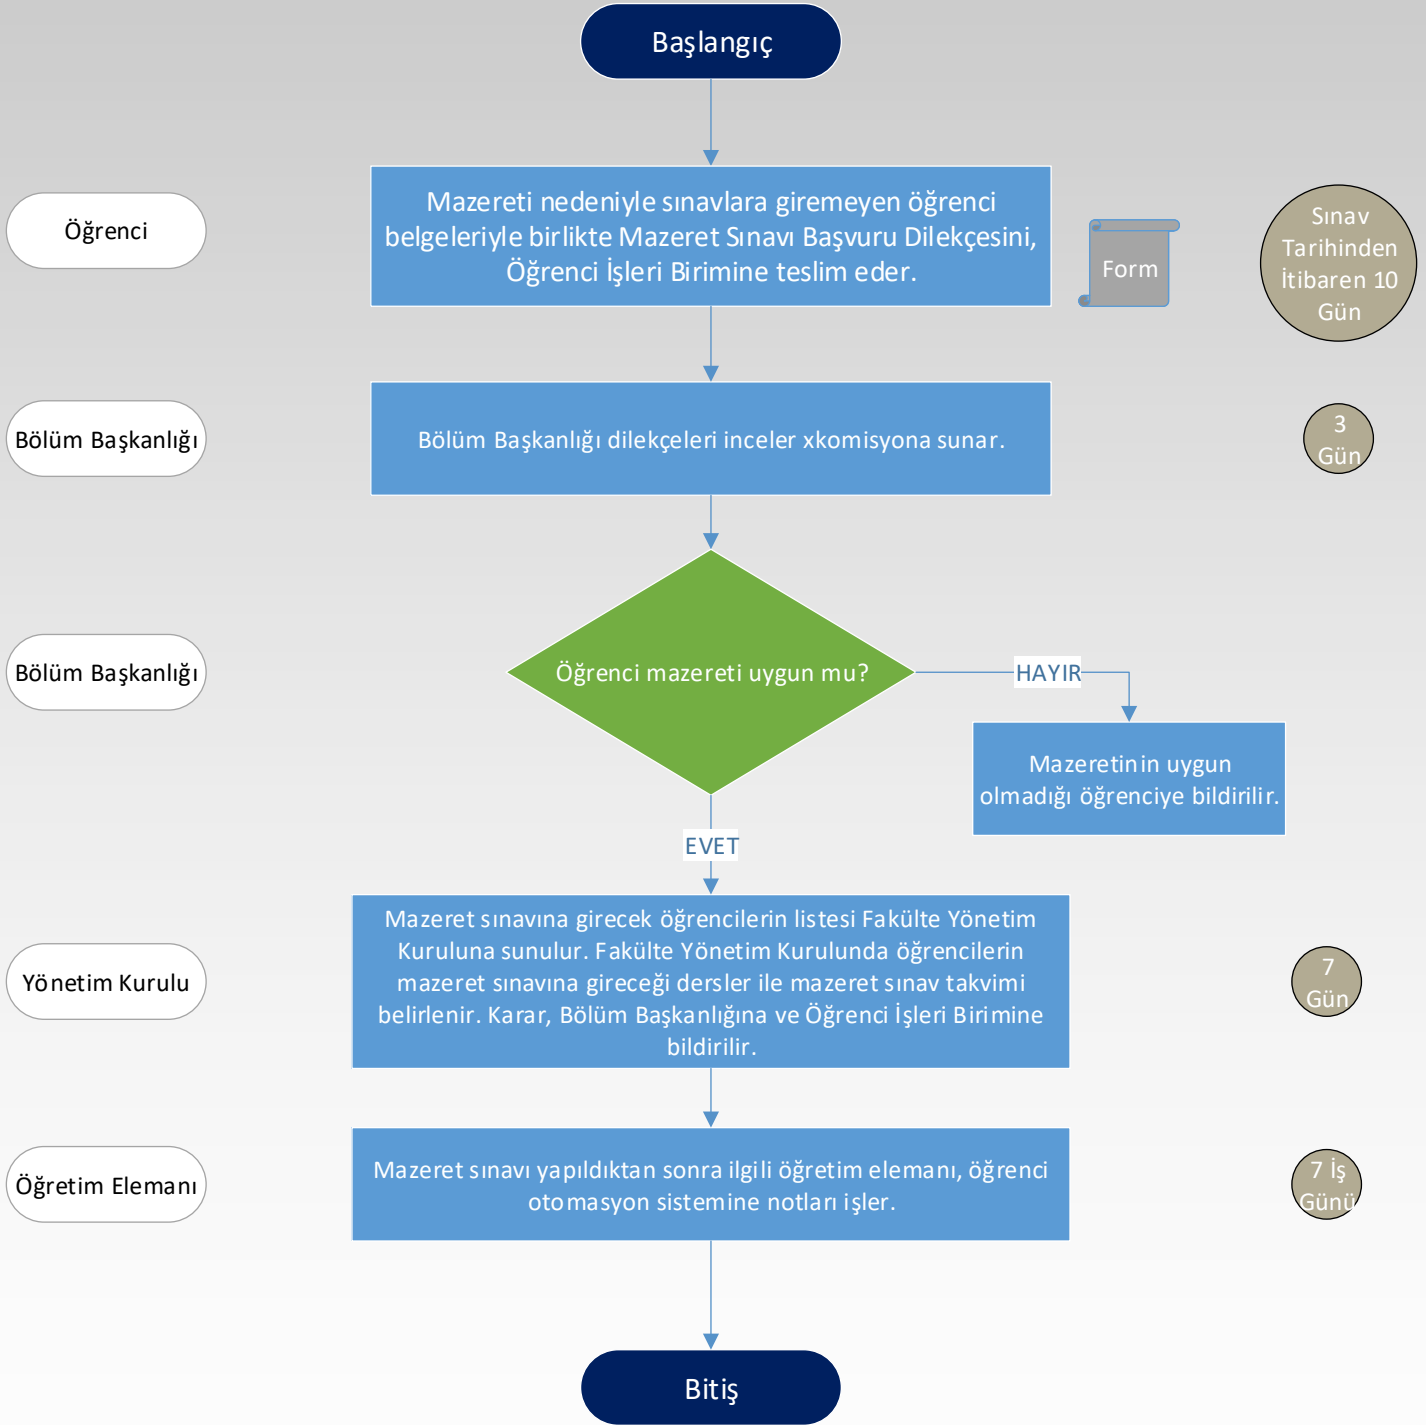 Başlangıç
Öğrenci
Mazereti nedeniyle sınavlara giremeyen öğrenci
belgeleriyle birlikte Mazeret Sınavı Başvuru Dilekçesini,
Öğrenci İşleri Birimine teslim eder.
Form
Sınav
Tarihinden
İtibaren 10
Gün
Bölüm Başkanlığı
Bölüm Başkanlığı dilekçeleri inceler xkomisyona sunar.
3
Gün
Bölüm Başkanlığı
Öğrenci mazereti uygun mu?
HAYIR
Mazeretinin uygun
olmadığı öğrenciye bildirilir.
EVET
Yönetim Kurulu
Mazeret sınavına girecek öğrencilerin listesi Fakülte Yönetim
Kuruluna sunulur. Fakülte Yönetim Kurulunda öğrencilerin
mazeret sınavına gireceği dersler ile mazeret sınav takvimi
belirlenir. Karar, Bölüm Başkanlığına ve Öğrenci İşleri Birimine
bildirilir.
7
Gün
Öğretim Elemanı
Mazeret sınavı yapıldıktan sonra ilgili öğretim elemanı, öğrenci
otomasyon sistemine notları işler.
7 İş
Günü
Bitiş